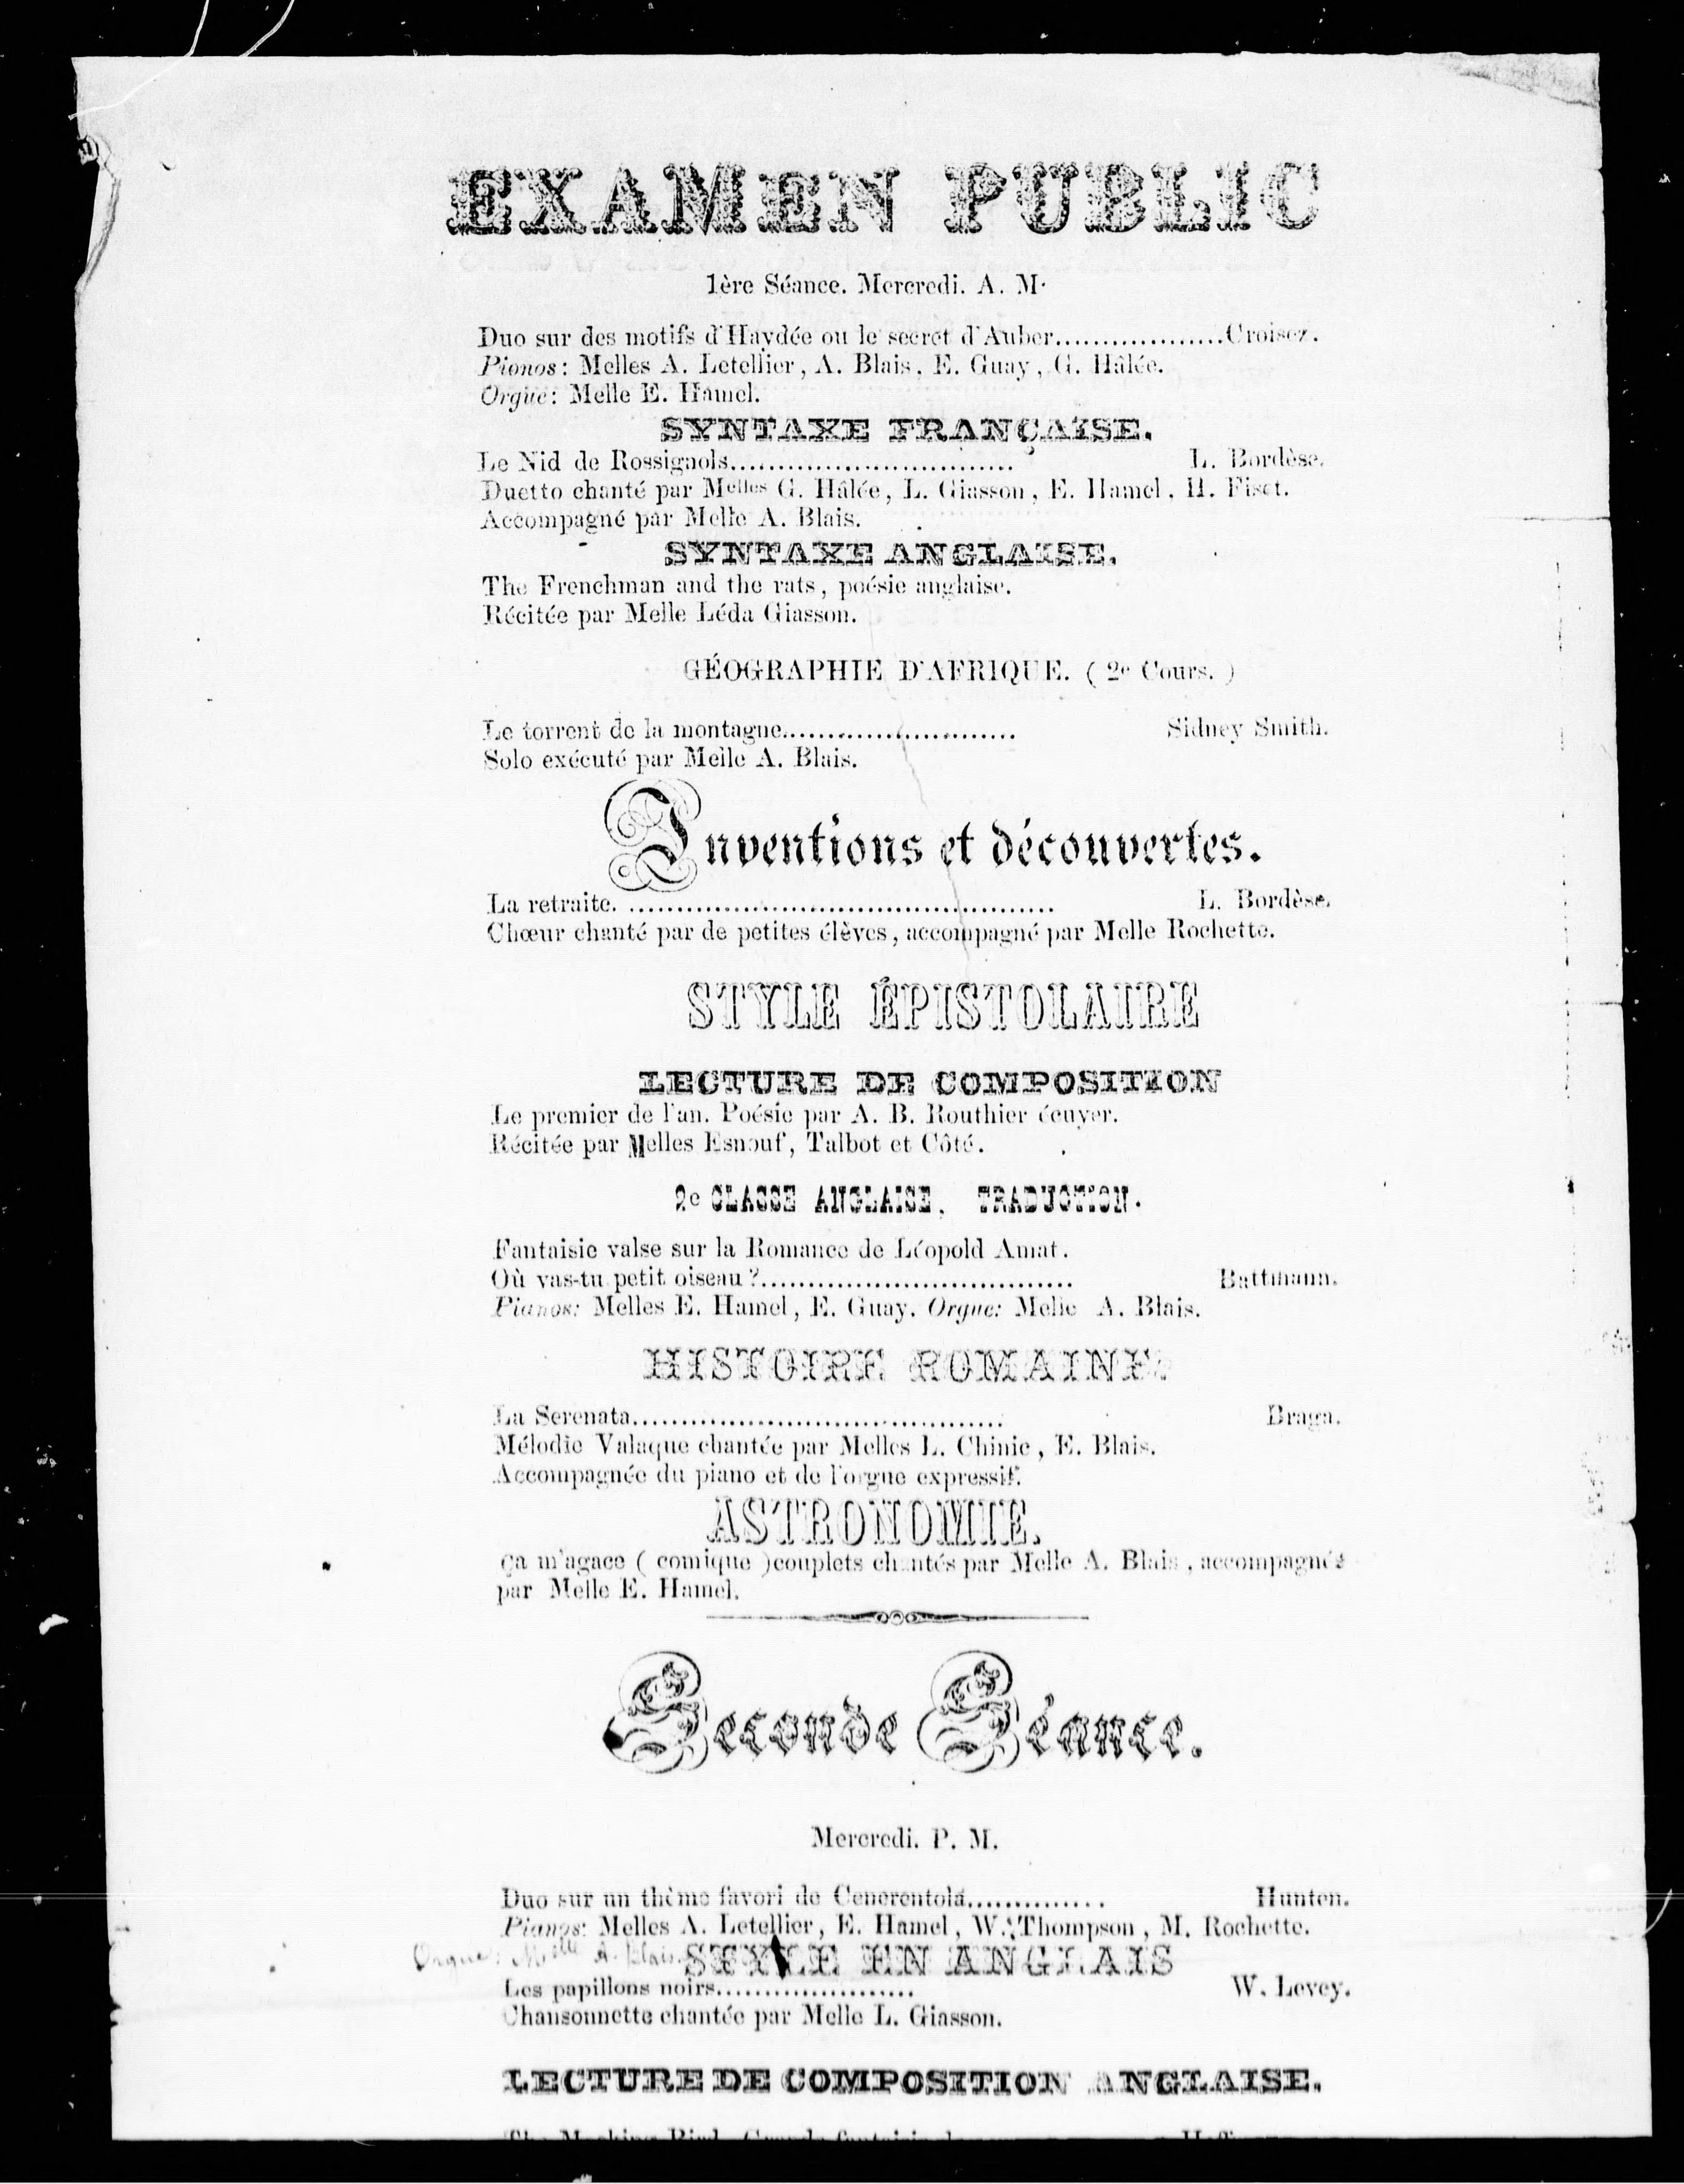 EXAMEN PUBLIC
1ère Séance. Mercredi. A. M.
Duo sur des motifs d'Haydée ou le secret d'Auber..................Croisez.
Pionos: Melles A. Letellier, A. Blais, E. Guay, G. Hâlée.
Orgue: Melle E. Hamel.
SYNTAXE FRANÇAISE.
Le Nid de Rossignols.............................. L. Bordèse.
Duetto chanté par Melles G. Hâlée, L. Giasson, E. Hamel, H. Fiset.
Accompagné par Melle A. Blais.
SYNTAXE ANGLAISE.
The Frenchman and the rats, poésie anglaise.
Récitée par Melle Léda Giasson.
GÉOGRAPHIE D'AFRIQUE. ( 2e Cours. )
Le torrent de la montagne......................... Sidney Smith.
Solo exécuté par Melle A. Blais.
Inventions et découvertes.
La retraite. ............................................. L. Bordèse.
Chœur chanté par de petites élèves, accompagné par Melle Rochette.
STYLE ÉPISTOLAIRE
LECTURE DE COMPOSITION
Le premier de l'an. Poésie par A. B. Routhier écuyer.
Récitée par Melles Esnouf, Talbot et Côté.
2e CLASSE ANGLAISE. TRADUCTION.
Fantaisie valse sur la Romance de Léopold Amat.
Où vas-tu petit oiseau ?................................. Battmann.
Pianos: Melles E. Hamel, E. Guay. Orgue: Melle A. Blais.
HISTOIRE ROMAINE.
La Serenata....................................... Braga.
Mélodie Valaque chantée par Melles L. Chinic, E. Blais.
Accompagnée du piano et de l'orgue expressif.
ASTRONOMIE.
Ça m'agace ( comique )couplets chantés par Melle A. Blais, accompagnés
par Melle E. Hamel.
Seconde Séance.
Mercredi. P. M.
Duo sur un thème favori de Cenerentola.............. Hunten.
Pianos: Melles A. Letellier, E. Hamel, W. Thompson, M. Rochette.
Orgue: Melle A. Blais
STYLE EN ANGLAIS
Les papillons noirs..................... W. Levey.
Chansonnette chantée par Melle L. Giasson.
LECTURE DE COMPOSITION ANGLAISE.